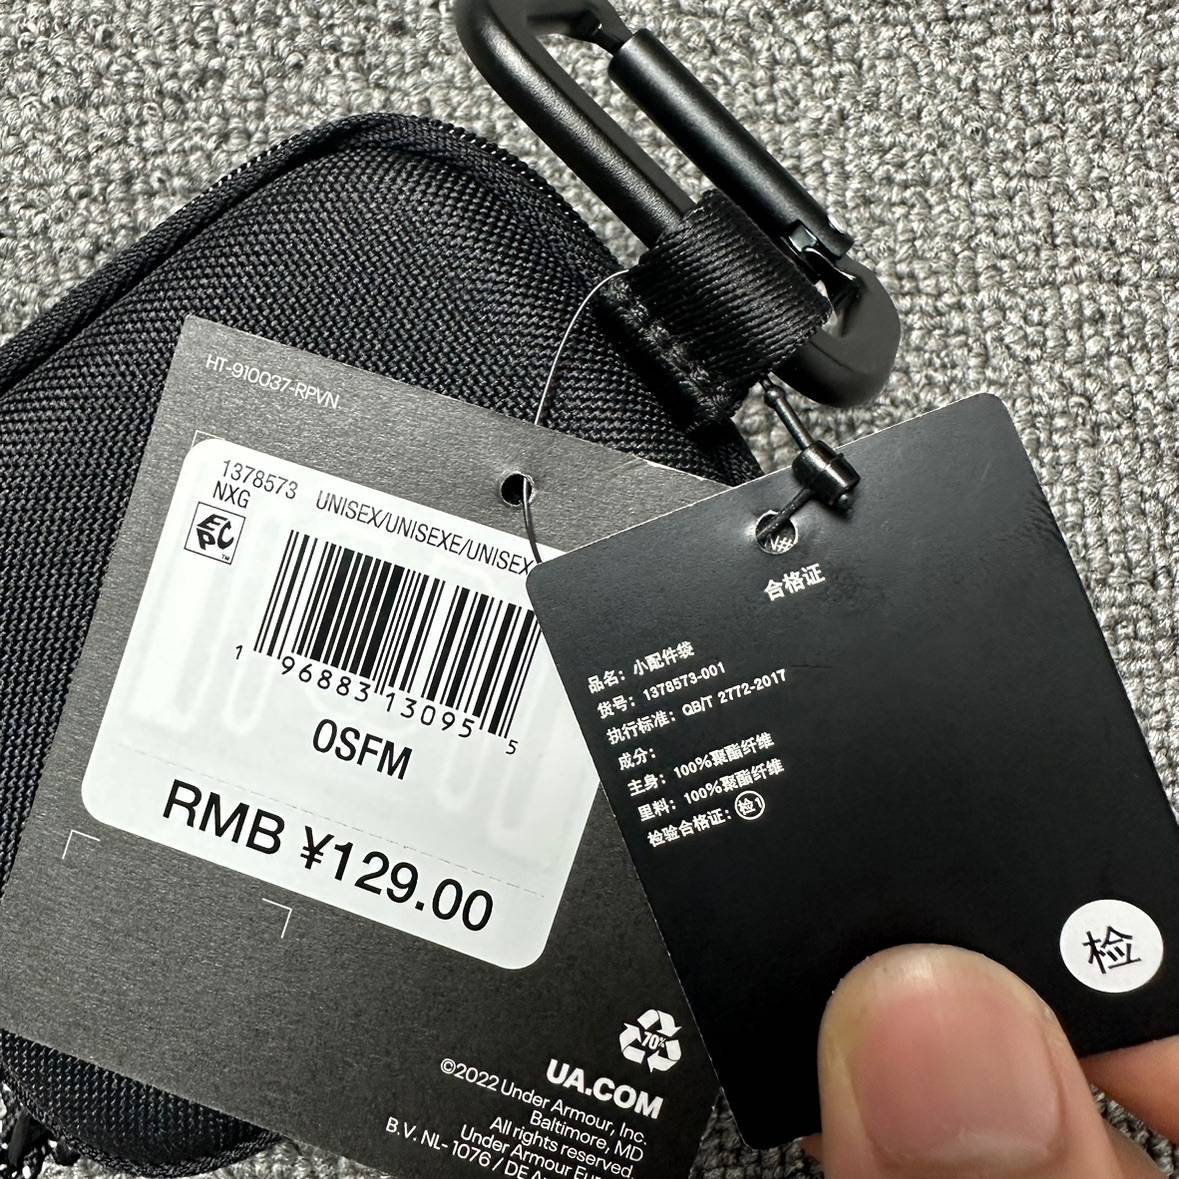 HT-910037-RPVN
1378573 UNISEX/UNISEXE/UNISEX
NXG
EPC
TM
1 96883 13095 5
OSFM
RMB ¥129.00
70%
UA.COM
©2022 Under Armour, Inc.
Baltimore, MD
All rights reserved.
Under Armour Eur
B.V. NL- 1076 / DE
合格证
品名：小配件袋
货号：1378573-001
执行标准：QB/T 2772-2017
成分：
主身：100%聚酯纤维
里料：100%聚酯纤维
检验合格证：检1
检